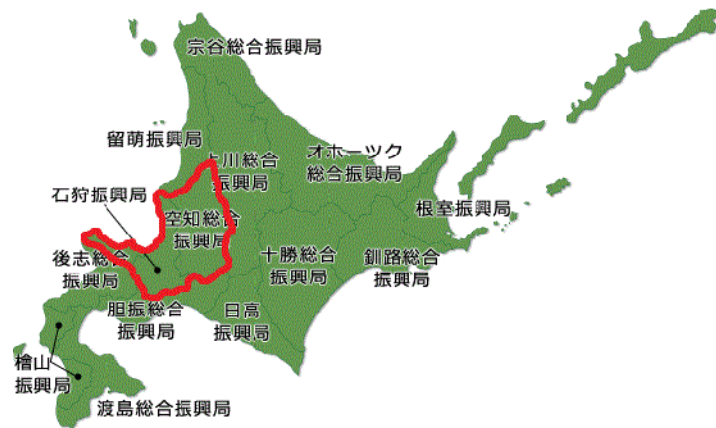 宗谷総合振興局
留萌振興局
上川総合
振興局
オホーツク
総合振興局
石狩振興局
空知総合
振興局
根室振興局
後志総合
振興局
十勝総合
振興局
釧路総合
振興局
胆振総合
振興局
日高
振興局
檜山
振興局
渡島総合振興局